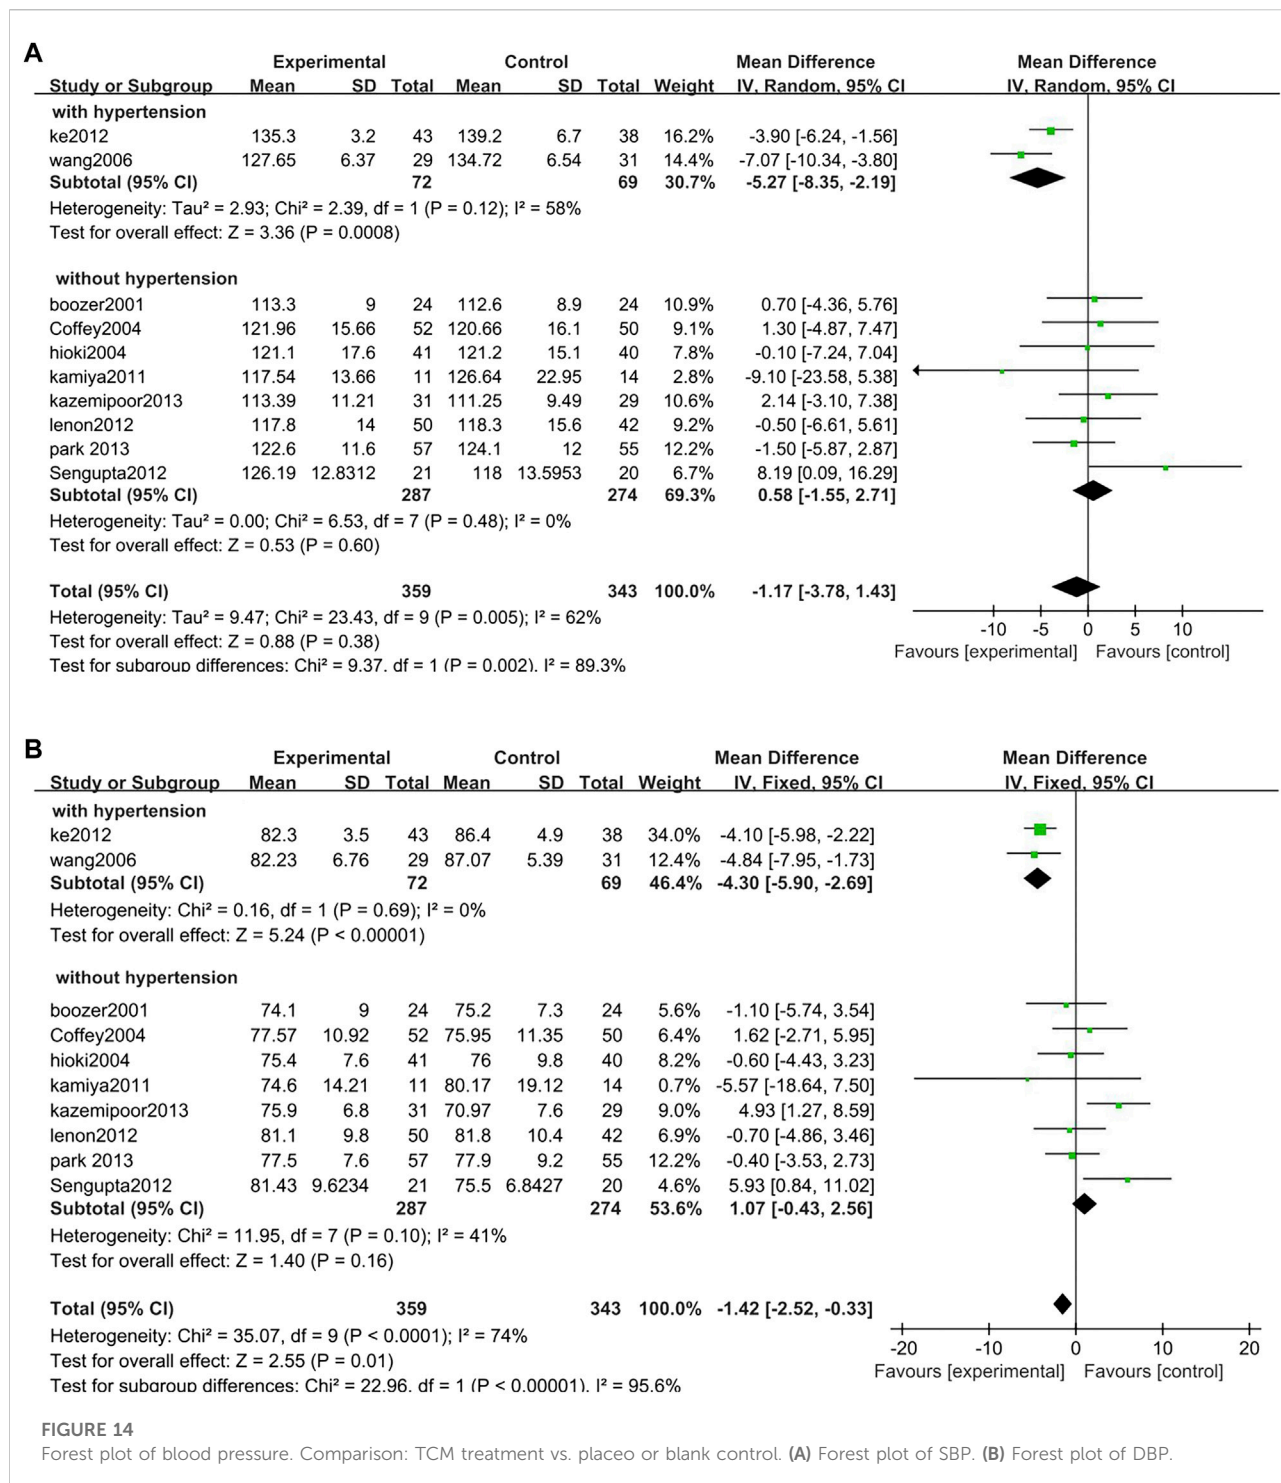 A
Experimental Control Mean Difference Mean Difference
Study or Subgroup Mean SD Total Mean SD Total Weight IV, Random, 95% CI IV, Random, 95% CI
with hypertension
ke2012 135.3 3.2 43 139.2 6.7 38 16.2% -3.90 [-6.24, -1.56]
wang2006 127.65 6.37 29 134.72 6.54 31 14.4% -7.07 [-10.34, -3.80]
Subtotal (95% CI) 72 69 30.7% -5.27 [-8.35, -2.19]
Heterogeneity: Tau² = 2.93; Chi² = 2.39, df = 1 (P = 0.12); I² = 58%
Test for overall effect: Z = 3.36 (P = 0.0008)
without hypertension
boozer2001 113.3 9 24 112.6 8.9 24 10.9% 0.70 [-4.36, 5.76]
Coffey2004 121.96 15.66 52 120.66 16.1 50 9.1% 1.30 [-4.87, 7.47]
hioki2004 121.1 17.6 41 121.2 15.1 40 7.8% -0.10 [-7.24, 7.04]
kamiya2011 117.54 13.66 11 126.64 22.95 14 2.8% -9.10 [-23.58, 5.38]
kazemipoor2013 113.39 11.21 31 111.25 9.49 29 10.6% 2.14 [-3.10, 7.38]
lenon2012 117.8 14 50 118.3 15.6 42 9.2% -0.50 [-6.61, 5.61]
park 2013 122.6 11.6 57 124.1 12 55 12.2% -1.50 [-5.87, 2.87]
Sengupta2012 126.19 12.8312 21 118 13.5953 20 6.7% 8.19 [0.09, 16.29]
Subtotal (95% CI) 287 274 69.3% 0.58 [-1.55, 2.71]
Heterogeneity: Tau² = 0.00; Chi² = 6.53, df = 7 (P = 0.48); I² = 0%
Test for overall effect: Z = 0.53 (P = 0.60)
Total (95% CI) 359 343 100.0% -1.17 [-3.78, 1.43]
Heterogeneity: Tau² = 9.47; Chi² = 23.43, df = 9 (P = 0.005); I² = 62%
Test for overall effect: Z = 0.88 (P = 0.38)
Test for subgroup differences: Chi² = 9.37. df = 1 (P = 0.002). I² = 89.3%
-10 -5 0 5 10
Favours [experimental] Favours [control]
B
Experimental Control Mean Difference Mean Difference
Study or Subgroup Mean SD Total Mean SD Total Weight IV, Fixed, 95% CI IV, Fixed, 95% CI
with hypertension
ke2012 82.3 3.5 43 86.4 4.9 38 34.0% -4.10 [-5.98, -2.22]
wang2006 82.23 6.76 29 87.07 5.39 31 12.4% -4.84 [-7.95, -1.73]
Subtotal (95% CI) 72 69 46.4% -4.30 [-5.90, -2.69]
Heterogeneity: Chi² = 0.16, df = 1 (P = 0.69); I² = 0%
Test for overall effect: Z = 5.24 (P < 0.00001)
without hypertension
boozer2001 74.1 9 24 75.2 7.3 24 5.6% -1.10 [-5.74, 3.54]
Coffey2004 77.57 10.92 52 75.95 11.35 50 6.4% 1.62 [-2.71, 5.95]
hioki2004 75.4 7.6 41 76 9.8 40 8.2% -0.60 [-4.43, 3.23]
kamiya2011 74.6 14.21 11 80.17 19.12 14 0.7% -5.57 [-18.64, 7.50]
kazemipoor2013 75.9 6.8 31 70.97 7.6 29 9.0% 4.93 [1.27, 8.59]
lenon2012 81.1 9.8 50 81.8 10.4 42 6.9% -0.70 [-4.86, 3.46]
park 2013 77.5 7.6 57 77.9 9.2 55 12.2% -0.40 [-3.53, 2.73]
Sengupta2012 81.43 9.6234 21 75.5 6.8427 20 4.6% 5.93 [0.84, 11.02]
Subtotal (95% CI) 287 274 53.6% 1.07 [-0.43, 2.56]
Heterogeneity: Chi² = 11.95, df = 7 (P = 0.10); I² = 41%
Test for overall effect: Z = 1.40 (P = 0.16)
Total (95% CI) 359 343 100.0% -1.42 [-2.52, -0.33]
Heterogeneity: Chi² = 35.07, df = 9 (P < 0.0001); I² = 74%
Test for overall effect: Z = 2.55 (P = 0.01)
Test for subgroup differences: Chi² = 22.96. df = 1 (P < 0.00001). I² = 95.6%
-20 -10 0 10 20
Favours [experimental] Favours [control]
FIGURE 14
Forest plot of blood pressure. Comparison: TCM treatment vs. placeo or blank control. (A) Forest plot of SBP. (B) Forest plot of DBP.